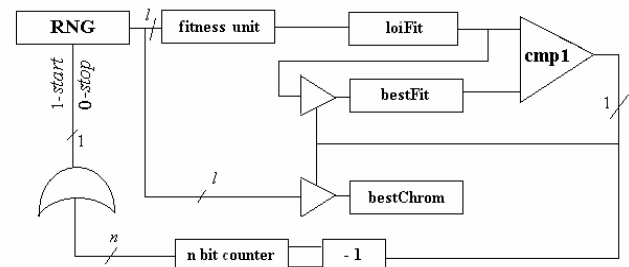 RNG
l
fitness unit
loiFit
cmp1
1-start
0-stop
bestFit
1
1
l
bestChrom
n
n bit counter
- 1